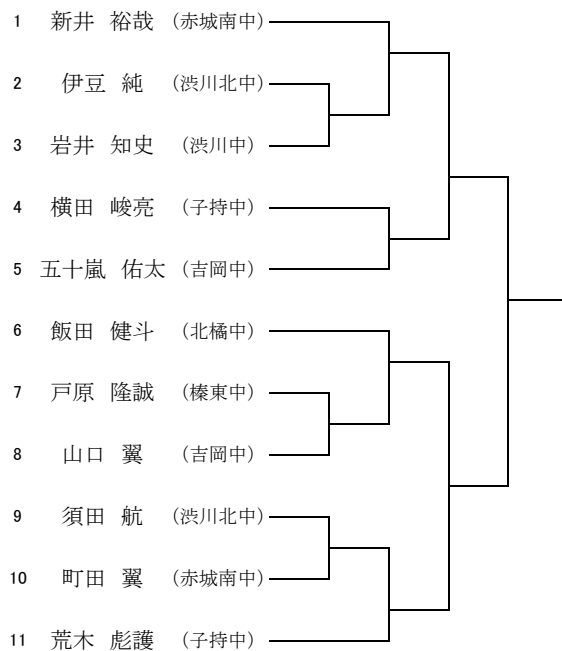 1 新井 裕哉 (赤城南中)
2 伊豆 純 (渋川北中)
3 岩井 知史 (渋川中)
4 横田 峻亮 (子持中)
5 五十嵐 佑太 (吉岡中)
6 飯田 健斗 (北橘中)
7 戸原 隆誠 (榛東中)
8 山口 翼 (吉岡中)
9 須田 航 (渋川北中)
10 町田 翼 (赤城南中)
11 荒木 彪護 (子持中)